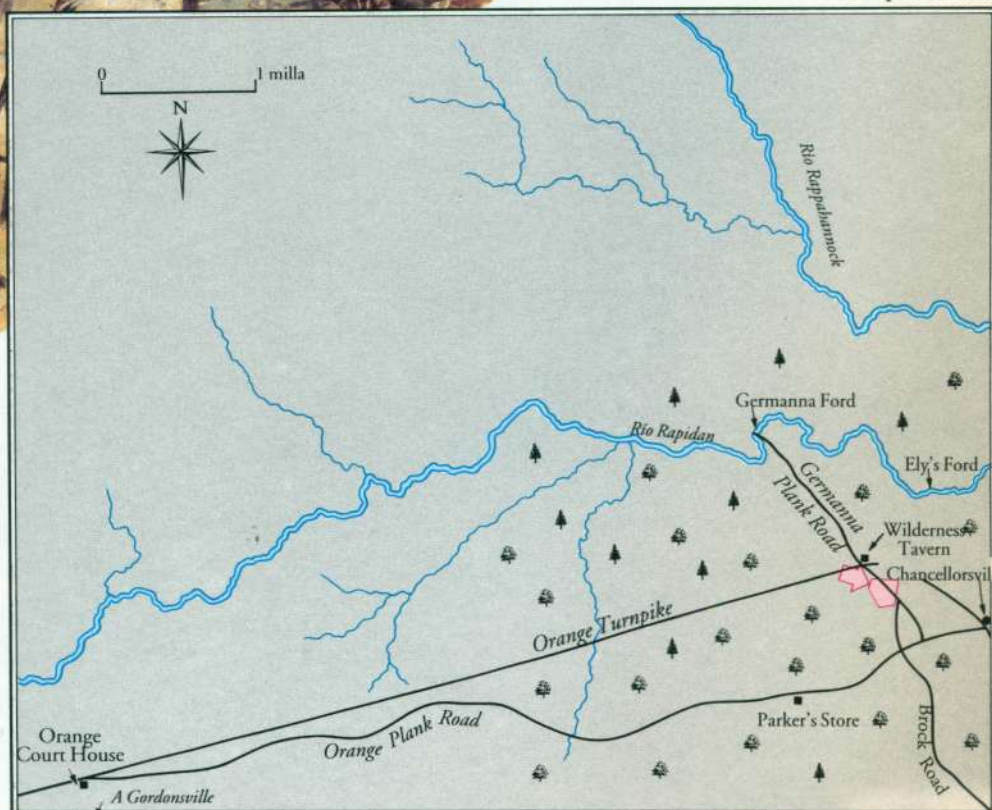 0
1 milla
N
Río Rappahannock
Germanna Ford
Río Rapidan
Ely's Ford
Germanna
Plank Road
Wilderness
Tavern
Chancellorsvil
Orange Turnpike
Orange Plank Road
Parker's Store
Brock Road
Orange
Court House
A Gordonsville